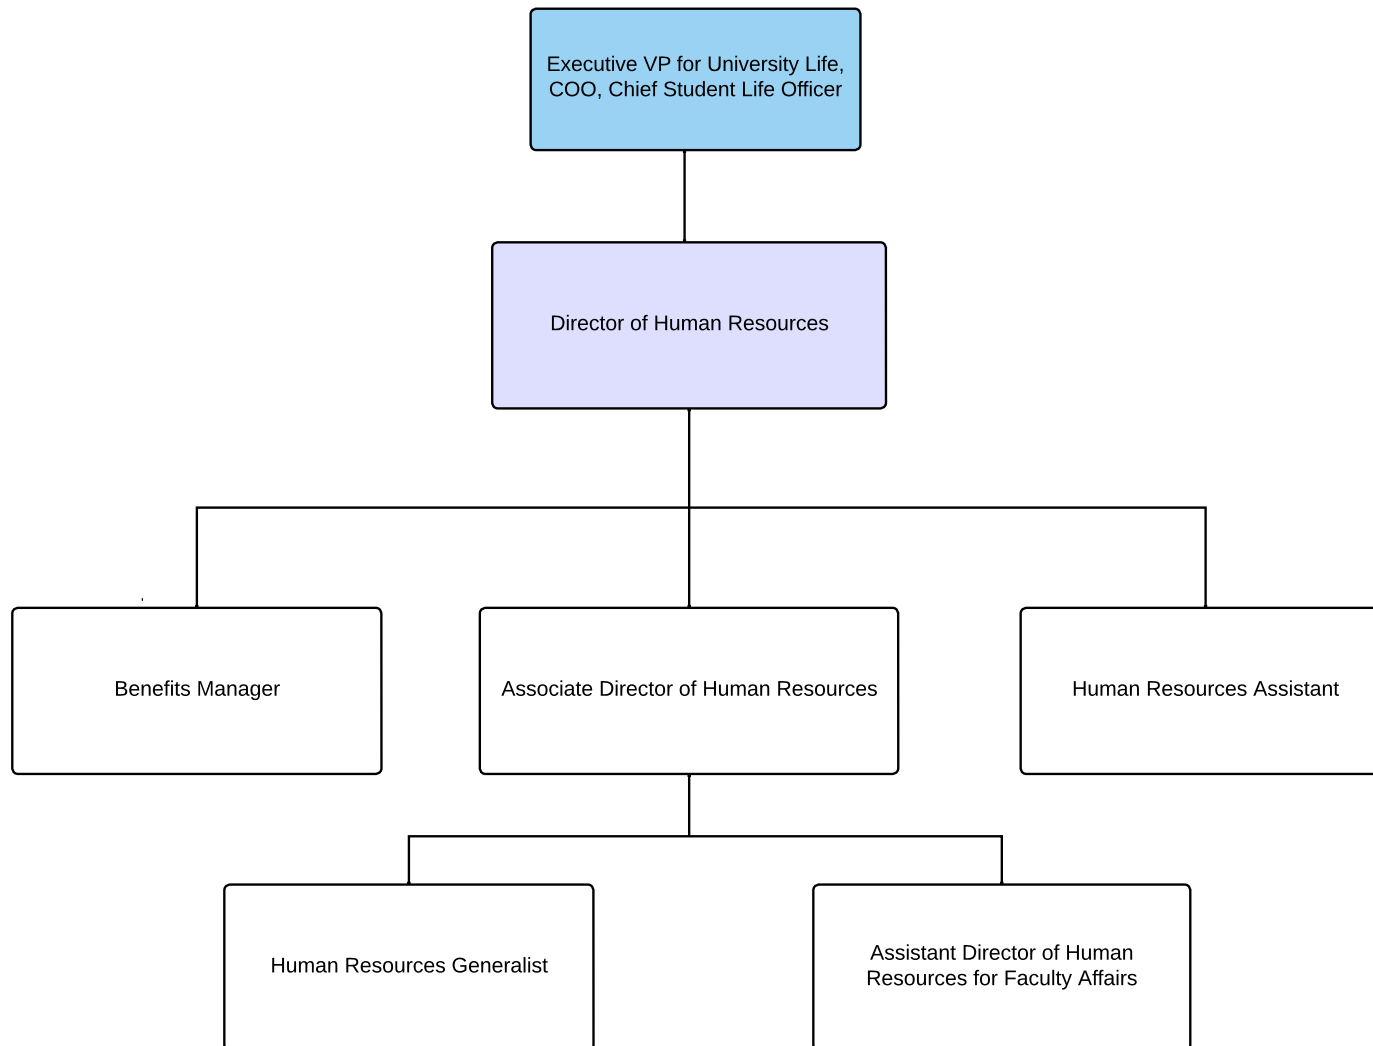 Executive VP for University Life,
COO, Chief Student Life Officer
Director of Human Resources
Benefits Manager
Associate Director of Human Resources
Human Resources Assistant
Human Resources Generalist
Assistant Director of Human
Resources for Faculty Affairs